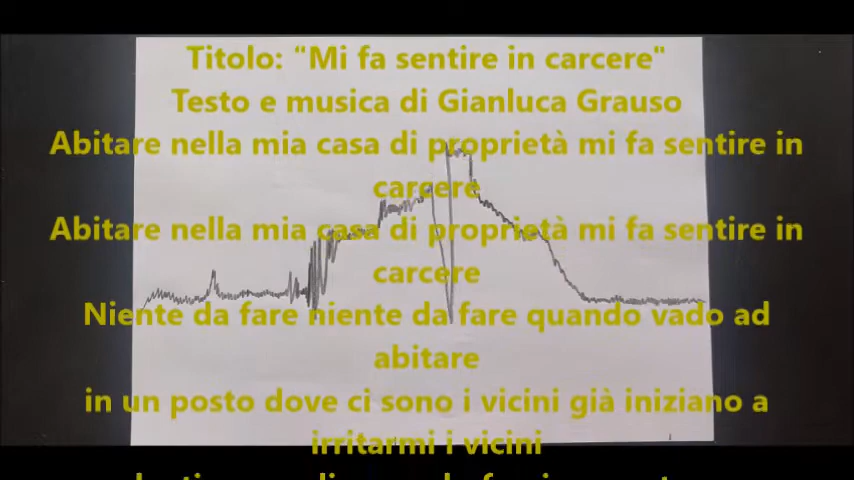 Titolo: "Mi fa sentire in carcere"
Testo e musica di Gianluca Grauso
Abitare nella mia casa di proprietà mi fa sentire in
carcere
Abitare nella mia casa di proprietà mi fa sentire in
carcere
Niente da fare niente da fare quando vado ad
abitare
in un posto dove ci sono i vicini già iniziano a
irritarmi i vicini